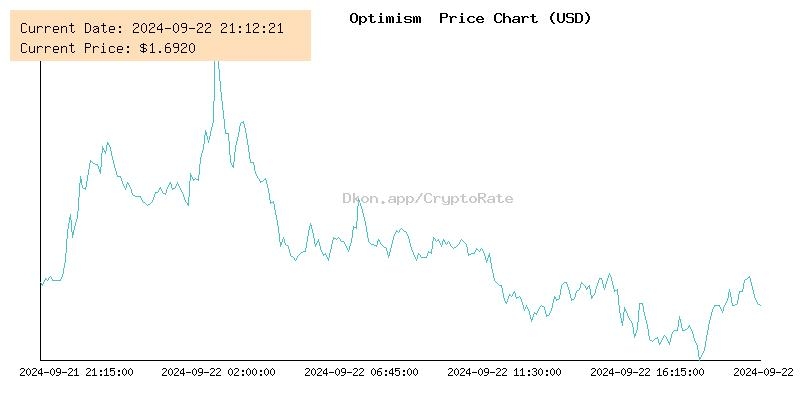 Optimism  Price Chart (USD)
Current Date: 2024-09-22 21:12:21
Current Price: $1.6920
Dkon.app/CryptoRate
2024-09-21 21:15:00 2024-09-22 02:00:00 2024-09-22 06:45:00 2024-09-22 11:30:00 2024-09-22 16:15:00 2024-09-22